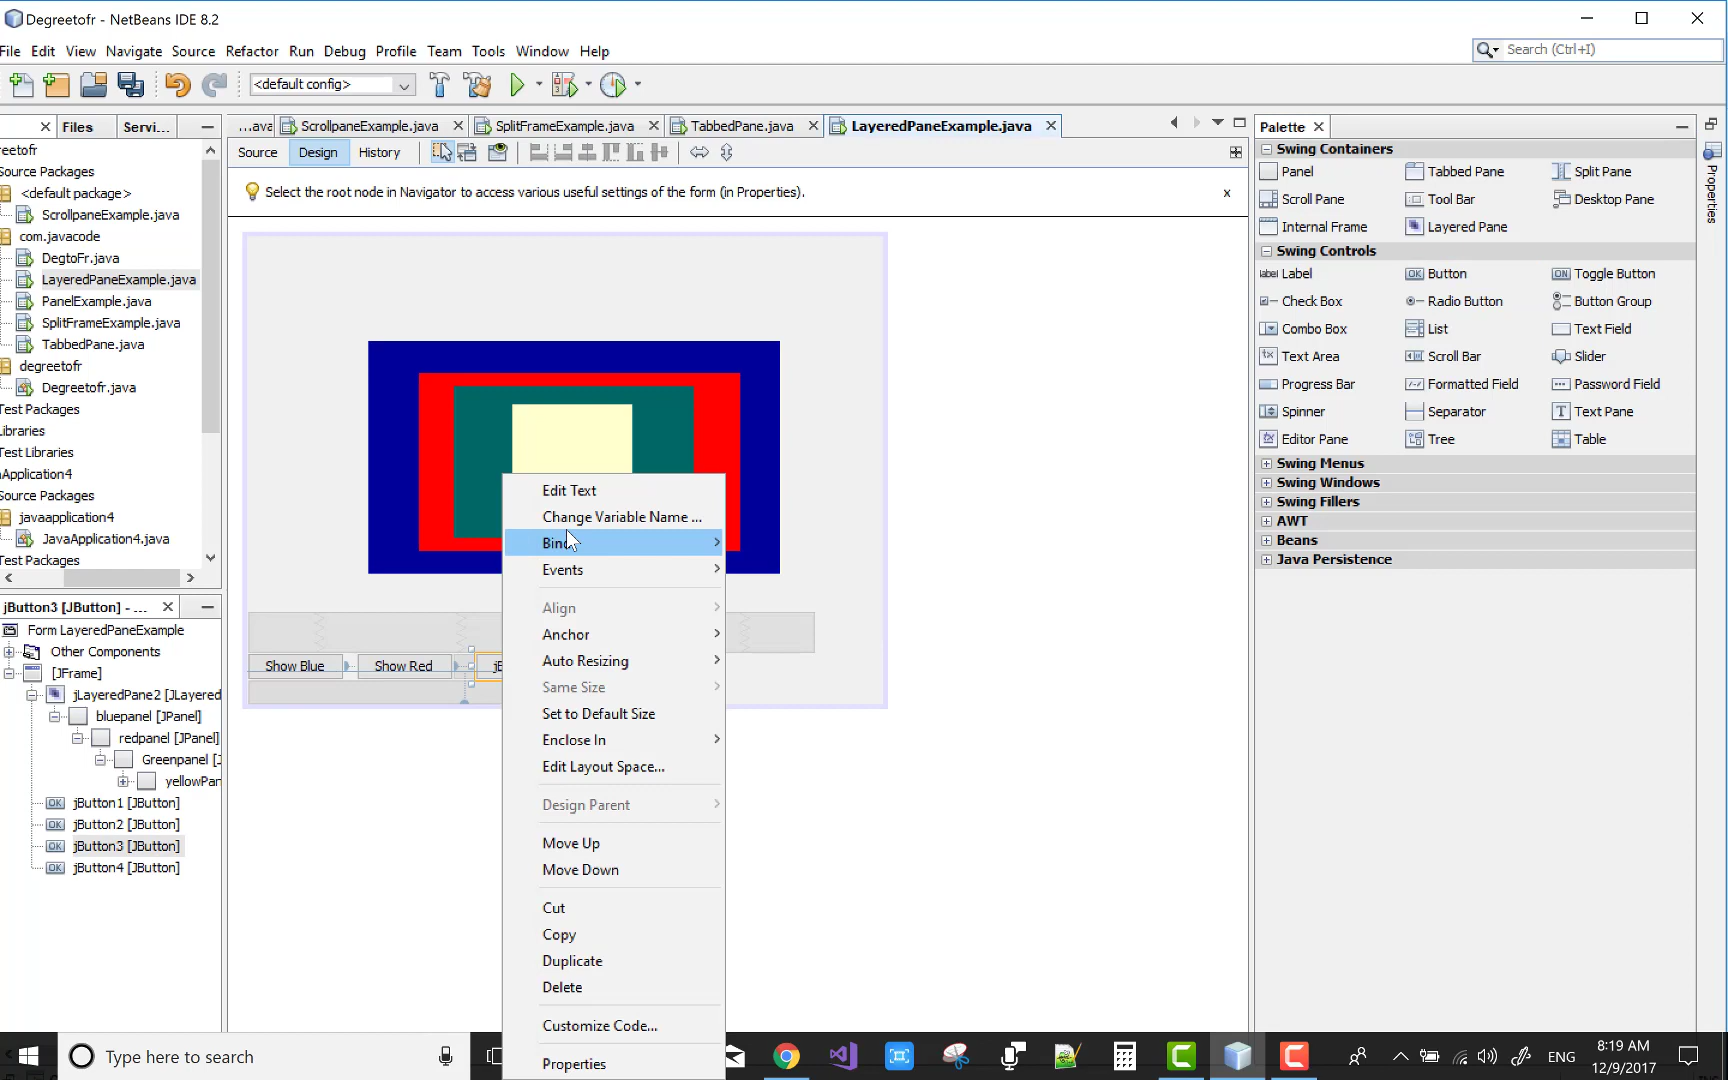 Degreetofr - NetBeans IDE 8.2
File Edit View Navigate Source Refactor Run Debug Profile Team Tools Window Help
Search (Ctrl+I)
<default config>
Files Servi...
...ava ScrollpaneExample.java SplitFrameExample.java TabbedPane.java LayeredPaneExample.java
Source Design History
Select the root node in Navigator to access various useful settings of the form (in Properties).
x
reetofr
Source Packages
<default package>
ScrollpaneExample.java
com.javacode
DegtoFr.java
LayeredPaneExample.java
PanelExample.java
SplitFrameExample.java
TabbedPane.java
degreetofr
Degreetofr.java
Test Packages
Libraries
Test Libraries
Application4
Source Packages
javaapplication4
JavaApplication4.java
Test Packages
jButton3 [JButton] - ...
Form LayeredPaneExample
Other Components
[JFrame]
jLayeredPane2 [JLayered
bluepanel [JPanel]
redpanel [JPanel]
Greenpanel [J
yellowPan
jButton1 [JButton]
jButton2 [JButton]
jButton3 [JButton]
jButton4 [JButton]
Show Blue Show Red jB
Edit Text
Change Variable Name ...
Bind
Events
Align
Anchor
Auto Resizing
Same Size
Set to Default Size
Enclose In
Edit Layout Space...
Design Parent
Move Up
Move Down
Cut
Copy
Duplicate
Delete
Customize Code...
Properties
Palette
Swing Containers
Panel Tabbed Pane Split Pane
Scroll Pane Tool Bar Desktop Pane
Internal Frame Layered Pane
Swing Controls
label Label OK Button ON Toggle Button
Check Box Radio Button Button Group
Combo Box List Text Field
Text Area Scroll Bar Slider
Progress Bar Formatted Field Password Field
Spinner Separator Text Pane
Editor Pane Tree Table
Swing Menus
Swing Windows
Swing Fillers
AWT
Beans
Java Persistence
Properties
Type here to search
ENG
8:19 AM
12/9/2017